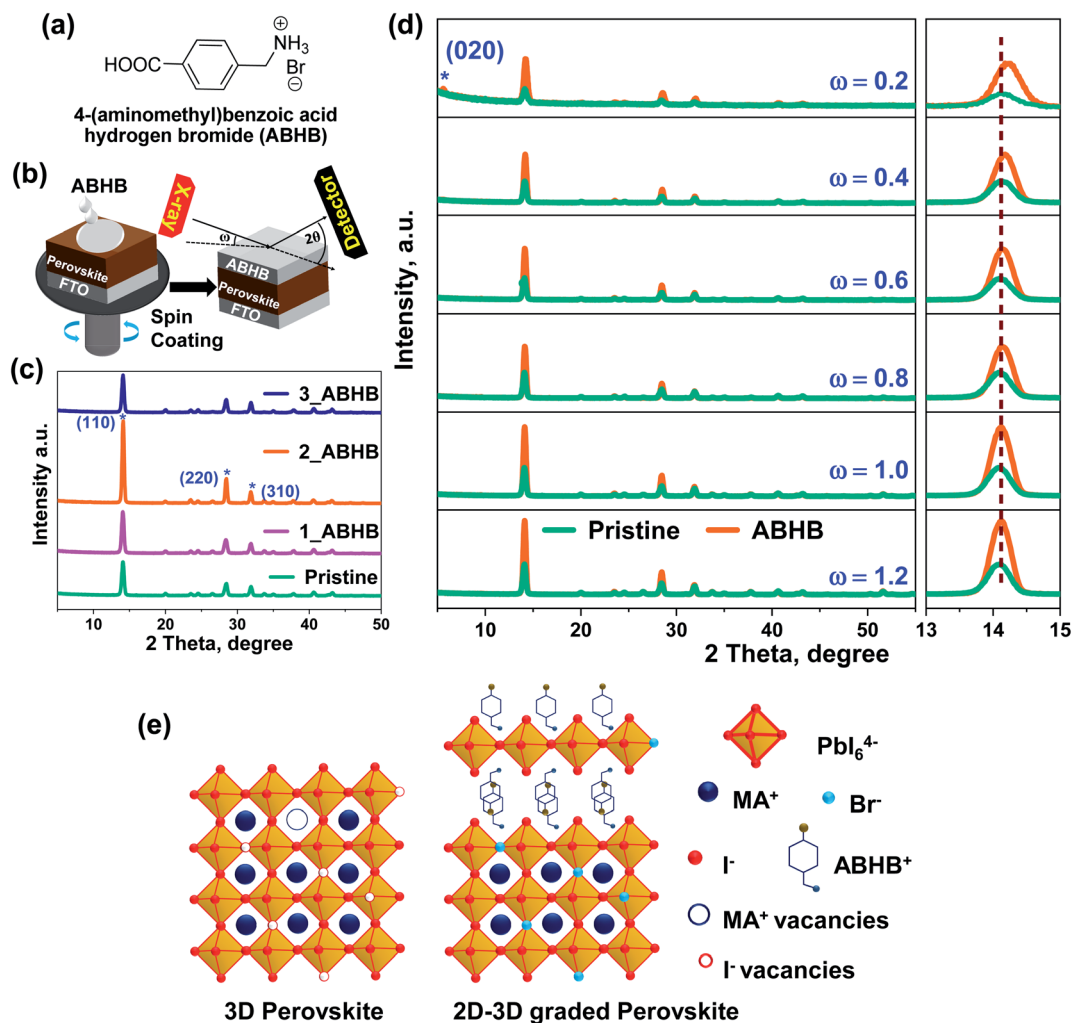 (a)
⊕
NH₃
HOOC
Br
⊖
4-(aminomethyl)benzoic acid
hydrogen bromide (ABHB)
(b)
ABHB
X-ray
Detector
ω
2θ
Perovskite
FTO
ABHB
Perovskite
FTO
Spin
Coating
(c)
3_ABHB
(110)
*
2_ABHB
(220)
*
*
(310)
1_ABHB
Pristine
Intensity a.u.
10 20 30 40 50
2 Theta, degree
(d)
(020)
*
ω = 0.2
ω = 0.4
ω = 0.6
ω = 0.8
ω = 1.0
Pristine
ABHB
ω = 1.2
Intensity, a.u.
10 20 30 40 50
13 14 15
2 Theta, degree
(e)
3D Perovskite
2D-3D graded Perovskite
PbI₆⁴⁻
MA⁺
Br⁻
I⁻
ABHB⁺
MA⁺ vacancies
I⁻ vacancies